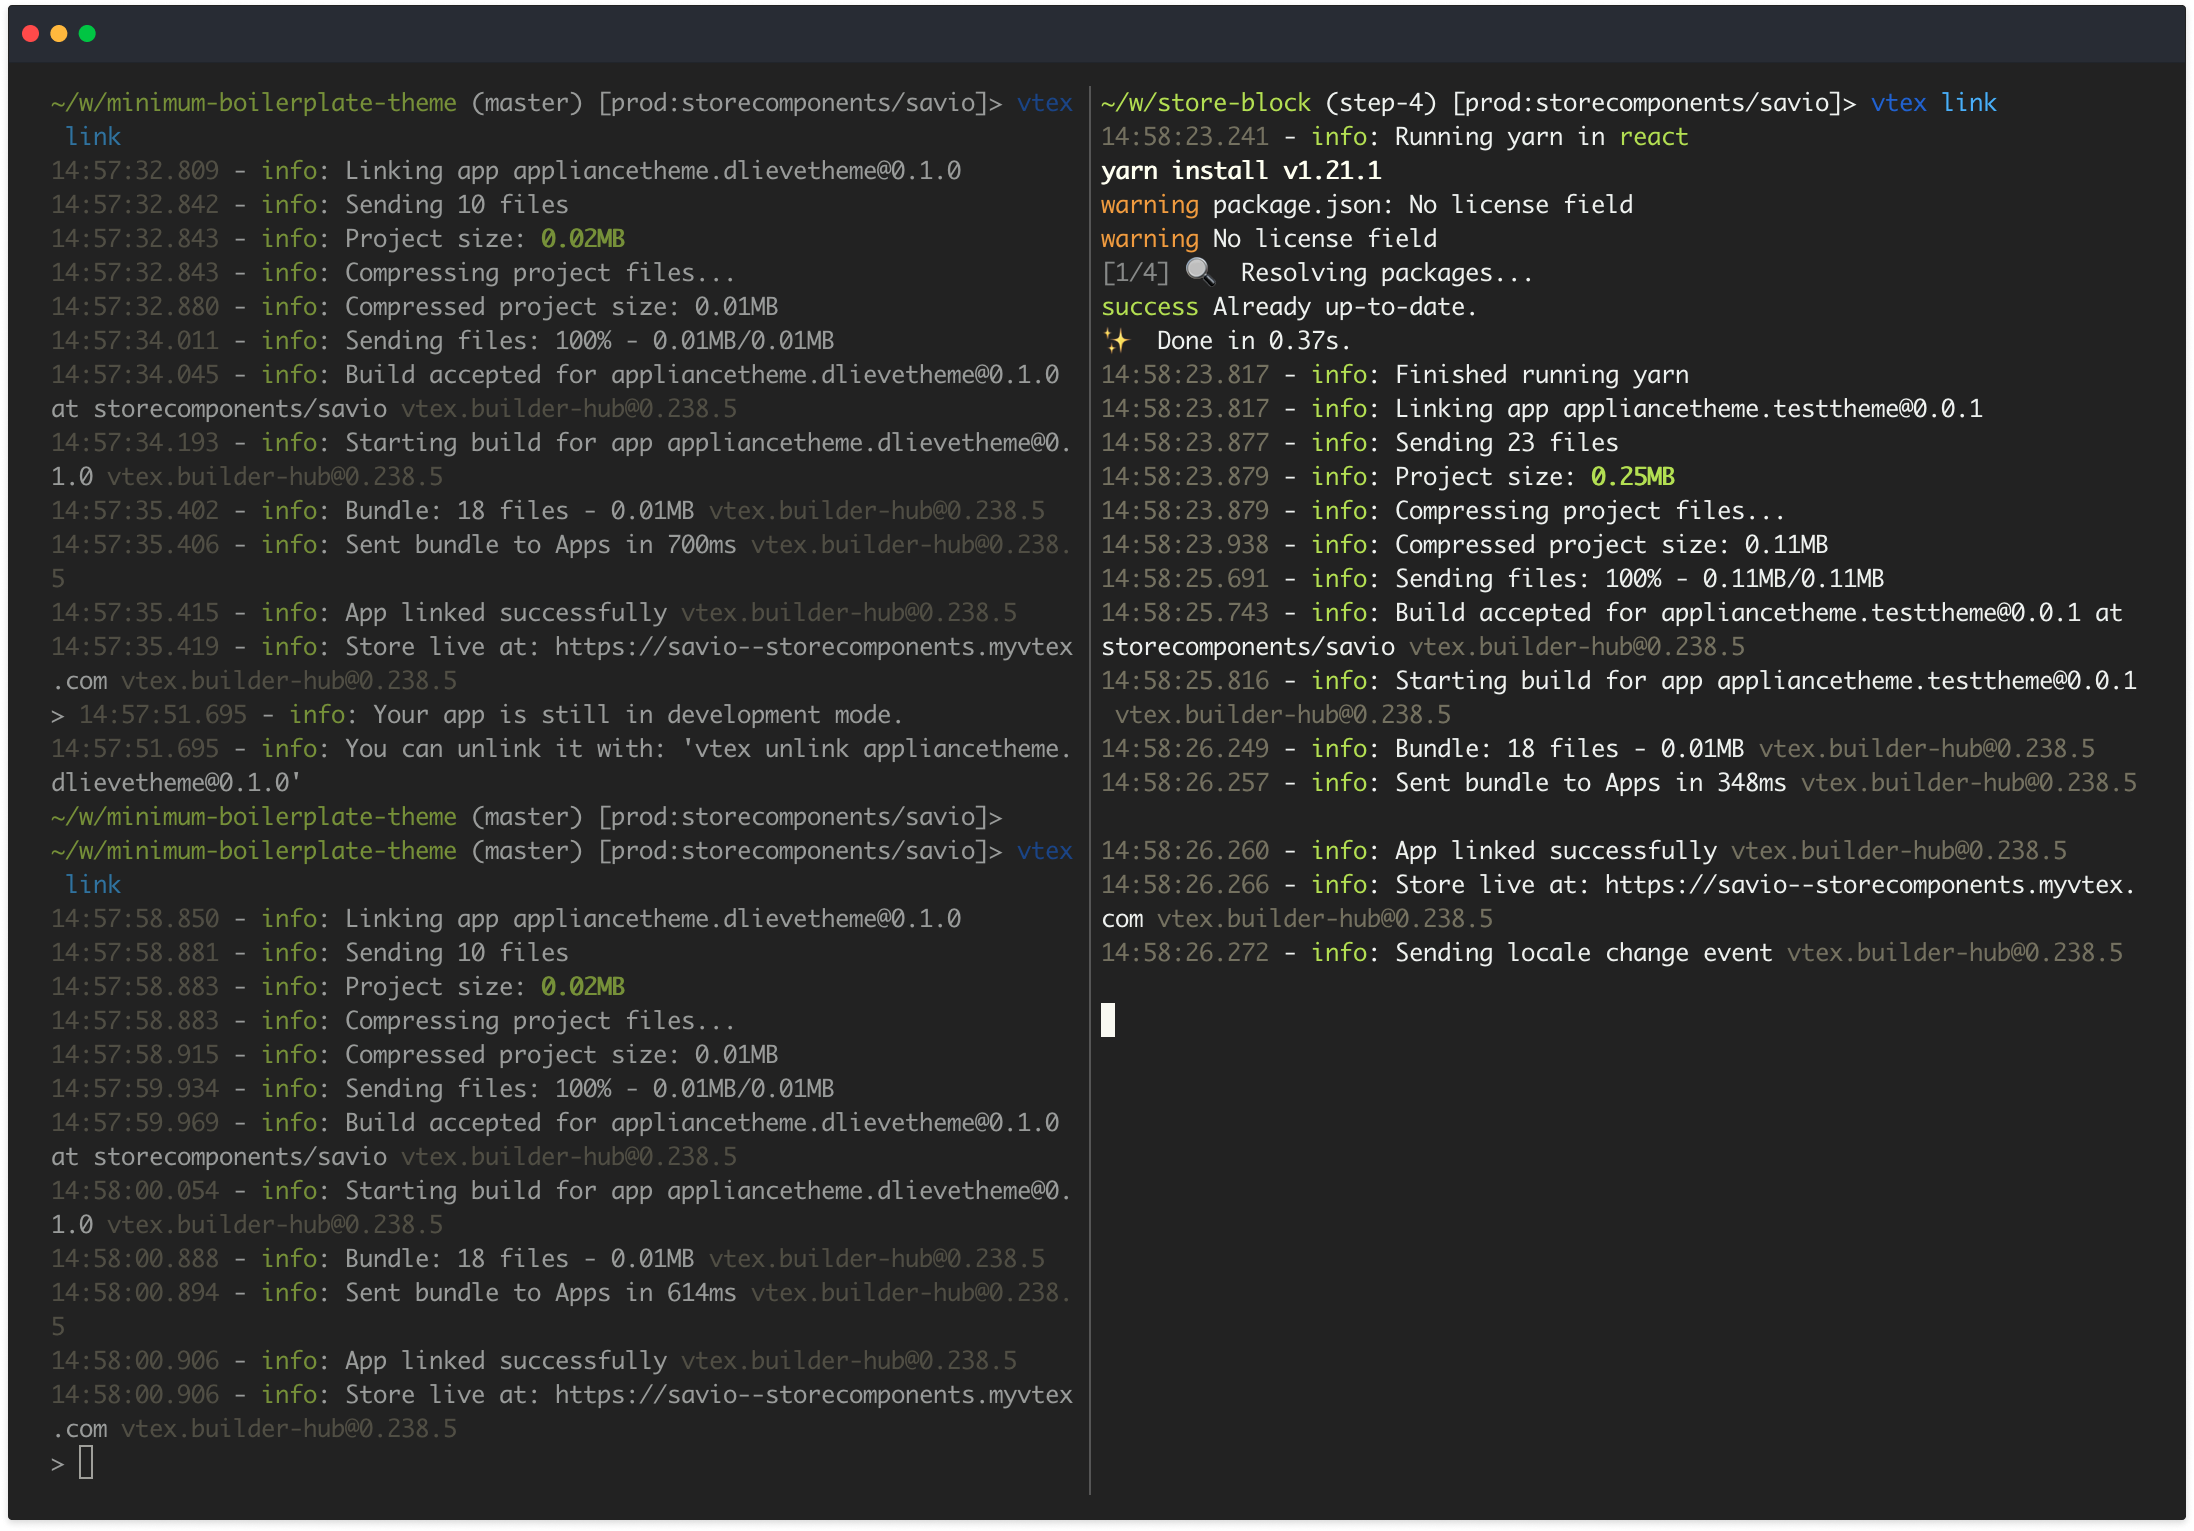 ~/w/minimum-boilerplate-theme (master) [prod:storecomponents/savio]> vtex
 link
14:57:32.809 - info: Linking app appliancetheme.dlievetheme@0.1.0
14:57:32.842 - info: Sending 10 files
14:57:32.843 - info: Project size: 0.02MB
14:57:32.843 - info: Compressing project files...
14:57:32.880 - info: Compressed project size: 0.01MB
14:57:34.011 - info: Sending files: 100% - 0.01MB/0.01MB
14:57:34.045 - info: Build accepted for appliancetheme.dlievetheme@0.1.0
at storecomponents/savio vtex.builder-hub@0.238.5
14:57:34.193 - info: Starting build for app appliancetheme.dlievetheme@0.
1.0 vtex.builder-hub@0.238.5
14:57:35.402 - info: Bundle: 18 files - 0.01MB vtex.builder-hub@0.238.5
14:57:35.406 - info: Sent bundle to Apps in 700ms vtex.builder-hub@0.238.
5
14:57:35.415 - info: App linked successfully vtex.builder-hub@0.238.5
14:57:35.419 - info: Store live at: https://savio--storecomponents.myvtex
.com vtex.builder-hub@0.238.5
> 14:57:51.695 - info: Your app is still in development mode.
14:57:51.695 - info: You can unlink it with: 'vtex unlink appliancetheme.
dlievetheme@0.1.0'
~/w/minimum-boilerplate-theme (master) [prod:storecomponents/savio]>
~/w/minimum-boilerplate-theme (master) [prod:storecomponents/savio]> vtex
 link
14:57:58.850 - info: Linking app appliancetheme.dlievetheme@0.1.0
14:57:58.881 - info: Sending 10 files
14:57:58.883 - info: Project size: 0.02MB
14:57:58.883 - info: Compressing project files...
14:57:58.915 - info: Compressed project size: 0.01MB
14:57:59.934 - info: Sending files: 100% - 0.01MB/0.01MB
14:57:59.969 - info: Build accepted for appliancetheme.dlievetheme@0.1.0
at storecomponents/savio vtex.builder-hub@0.238.5
14:58:00.054 - info: Starting build for app appliancetheme.dlievetheme@0.
1.0 vtex.builder-hub@0.238.5
14:58:00.888 - info: Bundle: 18 files - 0.01MB vtex.builder-hub@0.238.5
14:58:00.894 - info: Sent bundle to Apps in 614ms vtex.builder-hub@0.238.
5
14:58:00.906 - info: App linked successfully vtex.builder-hub@0.238.5
14:58:00.906 - info: Store live at: https://savio--storecomponents.myvtex
.com vtex.builder-hub@0.238.5
>
~/w/store-block (step-4) [prod:storecomponents/savio]> vtex link
14:58:23.241 - info: Running yarn in react
yarn install v1.21.1
warning package.json: No license field
warning No license field
[1/4] 🔍  Resolving packages...
success Already up-to-date.
✨  Done in 0.37s.
14:58:23.817 - info: Finished running yarn
14:58:23.817 - info: Linking app appliancetheme.testtheme@0.0.1
14:58:23.877 - info: Sending 23 files
14:58:23.879 - info: Project size: 0.25MB
14:58:23.879 - info: Compressing project files...
14:58:23.938 - info: Compressed project size: 0.11MB
14:58:25.691 - info: Sending files: 100% - 0.11MB/0.11MB
14:58:25.743 - info: Build accepted for appliancetheme.testtheme@0.0.1 at
storecomponents/savio vtex.builder-hub@0.238.5
14:58:25.816 - info: Starting build for app appliancetheme.testtheme@0.0.1
 vtex.builder-hub@0.238.5
14:58:26.249 - info: Bundle: 18 files - 0.01MB vtex.builder-hub@0.238.5
14:58:26.257 - info: Sent bundle to Apps in 348ms vtex.builder-hub@0.238.5
14:58:26.260 - info: App linked successfully vtex.builder-hub@0.238.5
14:58:26.266 - info: Store live at: https://savio--storecomponents.myvtex.
com vtex.builder-hub@0.238.5
14:58:26.272 - info: Sending locale change event vtex.builder-hub@0.238.5